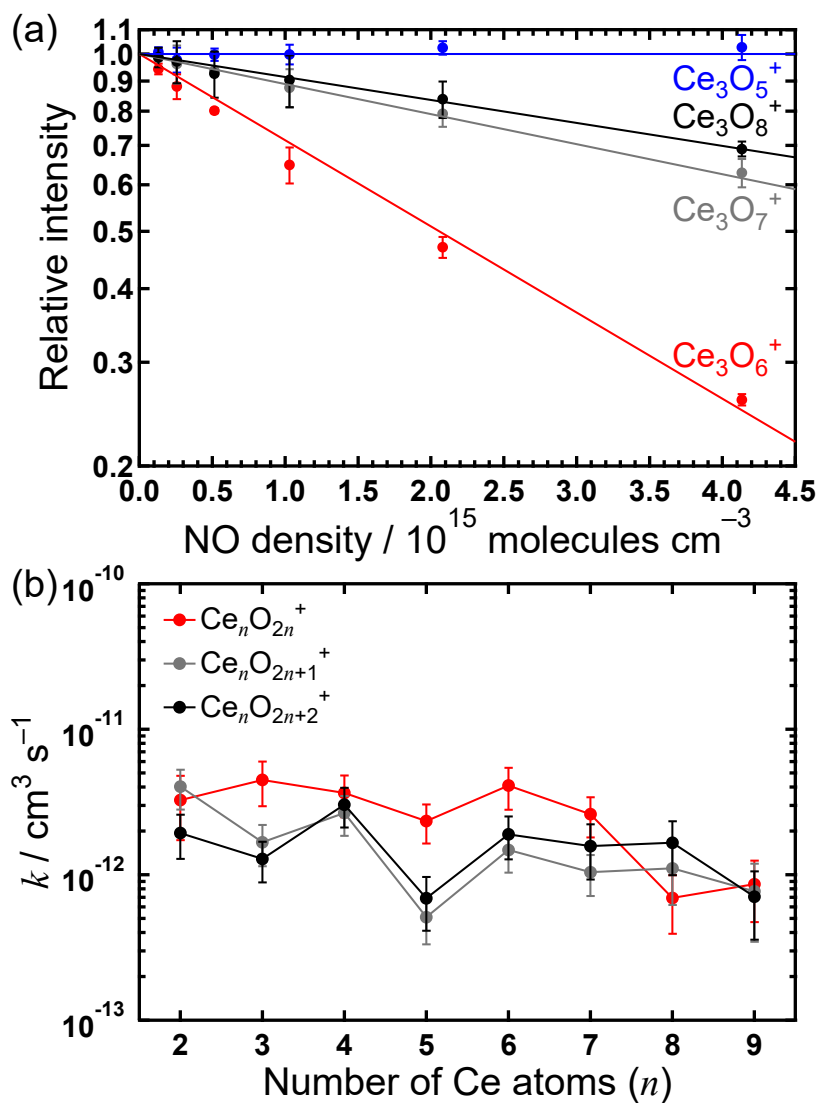 (a)
Relative intensity
1.0
0.9
0.8
0.7
0.6
0.5
0.4
0.3
0.2
Ce₃O₅⁺
Ce₃O₈⁺
Ce₃O₇⁺
Ce₃O₆⁺
0.0 0.5 1.0 1.5 2.0 2.5 3.0 3.5 4.0 4.5
NO density / 10¹⁵ molecules cm⁻³
(b)
k / cm³ s⁻¹
10⁻¹⁰
10⁻¹¹
10⁻¹²
10⁻¹³
CeₙO₂ₙ⁺
CeₙO₂ₙ₊₁⁺
CeₙO₂ₙ₊₂⁺
2 3 4 5 6 7 8 9
Number of Ce atoms (n)